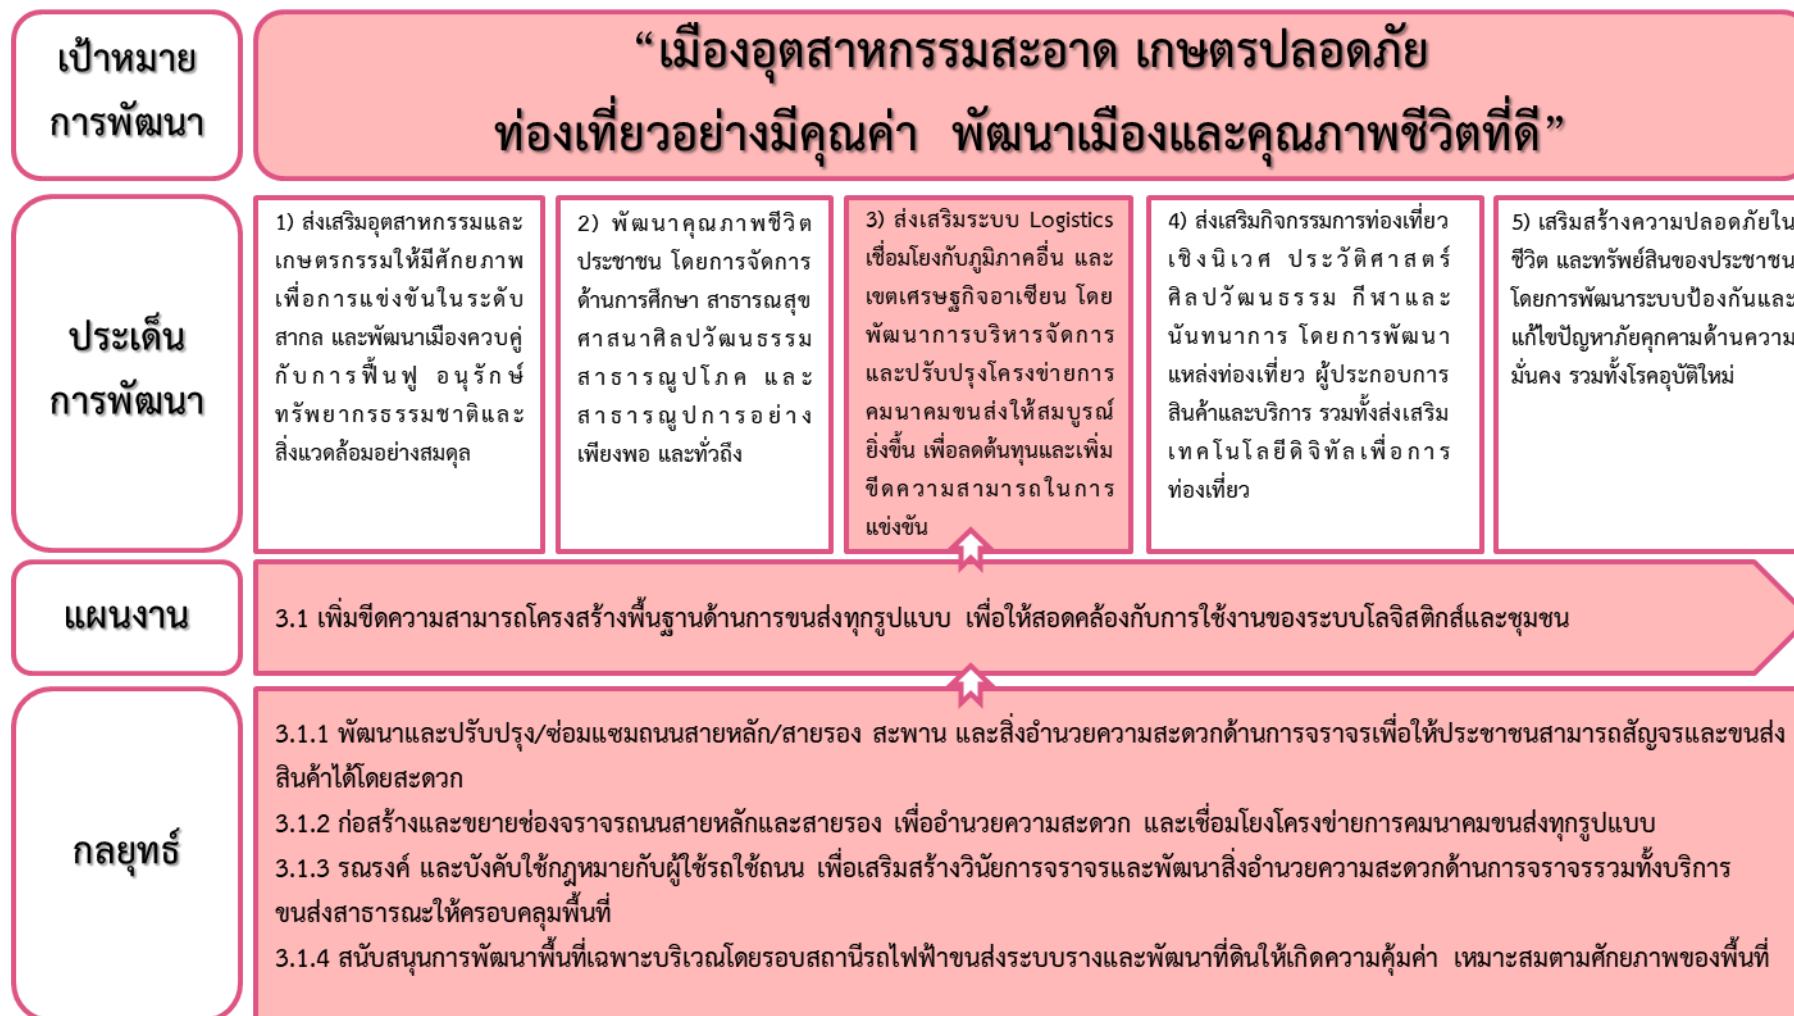 เป้าหมาย
การพัฒนา
“เมืองอุตสาหกรรมสะอาด เกษตรปลอดภัย
ท่องเที่ยวอย่างมีคุณค่า พัฒนาเมืองและคุณภาพชีวิตที่ดี”
ประเด็น
การพัฒนา
1) ส่งเสริมอุตสาหกรรมและ
เกษตรกรรมให้มีศักยภาพ
เพื่อการแข่งขันในระดับ
สากล และพัฒนาเมืองควบคู่
กับการฟื้นฟู อนุรักษ์
ทรัพยากรธรรมชาติและ
สิ่งแวดล้อมอย่างสมดุล
2) พัฒนาคุณภาพชีวิต
ประชาชน โดยการจัดการ
ด้านการศึกษา สาธารณสุข
ศาสนาศิลปวัฒนธรรม
สาธารณูปโภค และ
สาธารณูปการอย่าง
เพียงพอ และทั่วถึง
3) ส่งเสริมระบบ Logistics
เชื่อมโยงกับภูมิภาคอื่น และ
เขตเศรษฐกิจอาเซียน โดย
พัฒนาการบริหารจัดการ
และปรับปรุงโครงข่ายการ
คมนาคมขนส่งให้สมบูรณ์
ยิ่งขึ้น เพื่อลดต้นทุนและเพิ่ม
ขีดความสามารถในการ
แข่งขัน
4) ส่งเสริมกิจกรรมการท่องเที่ยว
เชิงนิเวศ ประวัติศาสตร์
ศิลปวัฒนธรรม กีฬาและ
นันทนาการ โดยการพัฒนา
แหล่งท่องเที่ยว ผู้ประกอบการ
สินค้าและบริการ รวมทั้งส่งเสริม
เทคโนโลยีดิจิทัลเพื่อการ
ท่องเที่ยว
5) เสริมสร้างความปลอดภัยใน
ชีวิต และทรัพย์สินของประชาชน
โดยการพัฒนาระบบป้องกันและ
แก้ไขปัญหาภัยคุกคามด้านความ
มั่นคง รวมทั้งโรคอุบัติใหม่
แผนงาน
3.1 เพิ่มขีดความสามารถโครงสร้างพื้นฐานด้านการขนส่งทุกรูปแบบ เพื่อให้สอดคล้องกับการใช้งานของระบบโลจิสติกส์และชุมชน
กลยุทธ์
3.1.1 พัฒนาและปรับปรุง/ซ่อมแซมถนนสายหลัก/สายรอง สะพาน และสิ่งอำนวยความสะดวกด้านการจราจรเพื่อให้ประชาชนสามารถสัญจรและขนส่ง
สินค้าได้โดยสะดวก
3.1.2 ก่อสร้างและขยายช่องจราจรถนนสายหลักและสายรอง เพื่ออำนวยความสะดวก และเชื่อมโยงโครงข่ายการคมนาคมขนส่งทุกรูปแบบ
3.1.3 รณรงค์ และบังคับใช้กฎหมายกับผู้ใช้รถใช้ถนน เพื่อเสริมสร้างวินัยการจราจรและพัฒนาสิ่งอำนวยความสะดวกด้านการจราจรรวมทั้งบริการ
ขนส่งสาธารณะให้ครอบคลุมพื้นที่
3.1.4 สนับสนุนการพัฒนาพื้นที่เฉพาะบริเวณโดยรอบสถานีรถไฟฟ้าขนส่งระบบรางและพัฒนาที่ดินให้เกิดความคุ้มค่า เหมาะสมตามศักยภาพของพื้นที่